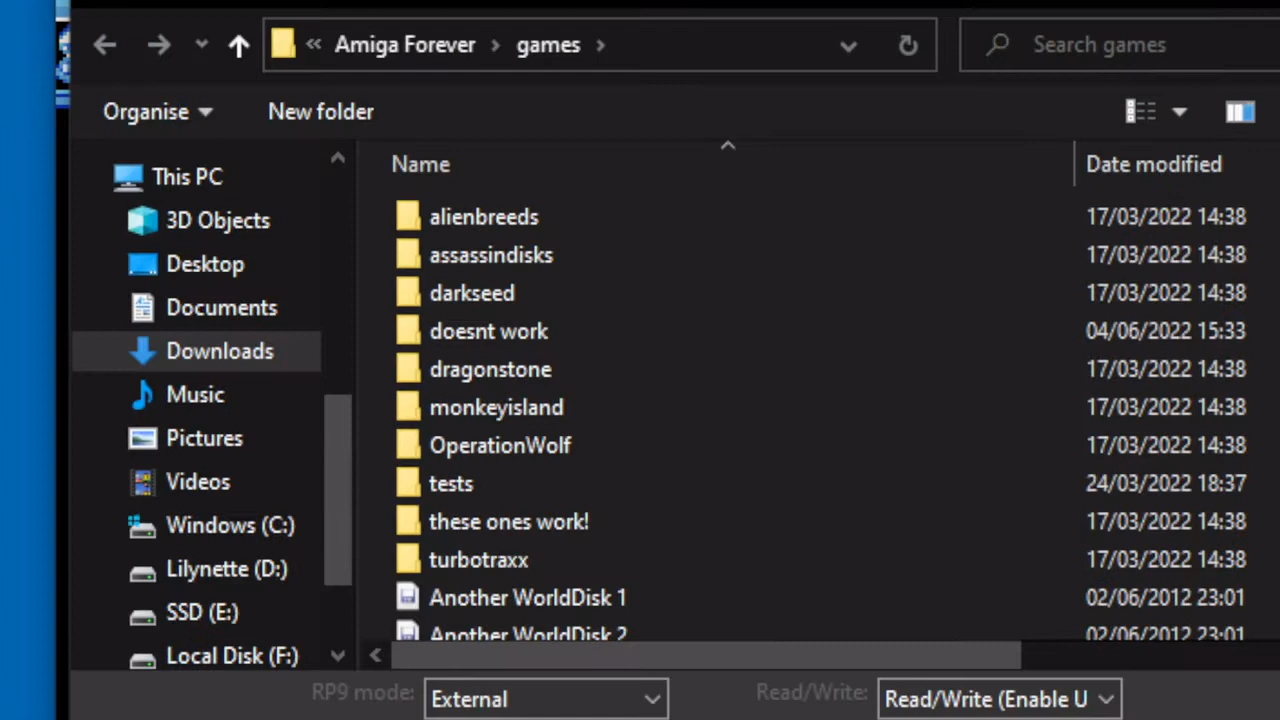 « Amiga Forever > games >
Search games
Organise
New folder
Name
Date modified
This PC
3D Objects
Desktop
Documents
Downloads
Music
Pictures
Videos
Windows (C:)
Lilynette (D:)
SSD (E:)
Local Disk (F:)
alienbreeds 17/03/2022 14:38
assassindisks 17/03/2022 14:38
darkseed 17/03/2022 14:38
doesnt work 04/06/2022 15:33
dragonstone 17/03/2022 14:38
monkeyisland 17/03/2022 14:38
OperationWolf 17/03/2022 14:38
tests 24/03/2022 18:37
these ones work! 17/03/2022 14:38
turbotraxx 17/03/2022 14:38
Another WorldDisk 1 02/06/2012 23:01
Another WorldDisk 2 02/06/2012 23:01
RP9 mode: External
Read/Write: Read/Write (Enable U